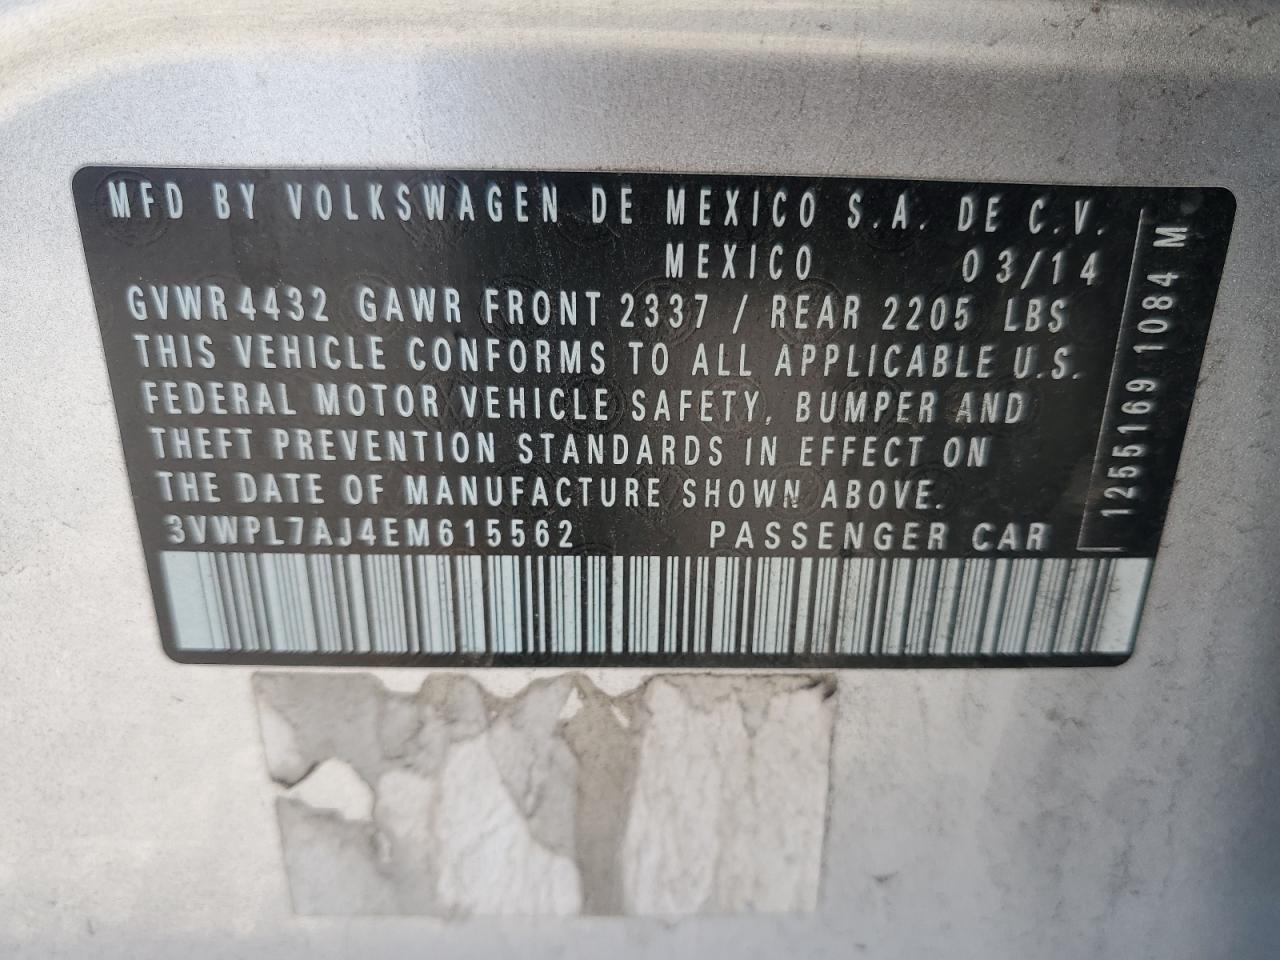 MFD BY VOLKSWAGEN DE MEXICO S.A. DE C.V.
MEXICO 03/14
GVWR 4432 GAWR FRONT 2337 / REAR 2205 LBS
THIS VEHICLE CONFORMS TO ALL APPLICABLE U.S.
FEDERAL MOTOR VEHICLE SAFETY, BUMPER AND
THEFT PREVENTION STANDARDS IN EFFECT ON
THE DATE OF MANUFACTURE SHOWN ABOVE.
3VWPL7AJ4EM615562 PASSENGER CAR
1255169 1084 M